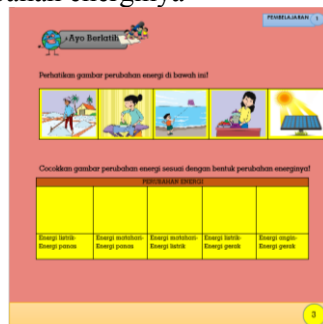 PEMBELAJARAN 1
Ayo Berlatih
Perhatikan gambar perubahan energi di bawah ini!
Cocokkan gambar perubahan energi sesuai dengan bentuk perubahan energinya!
PERUBAHAN ENERGI
Energi listrik-
Energi panas
Energi matahari-
Energi panas
Energi matahari-
Energi listrik
Energi listrik-
Energi gerak
Energi angin-
Energi gerak
3